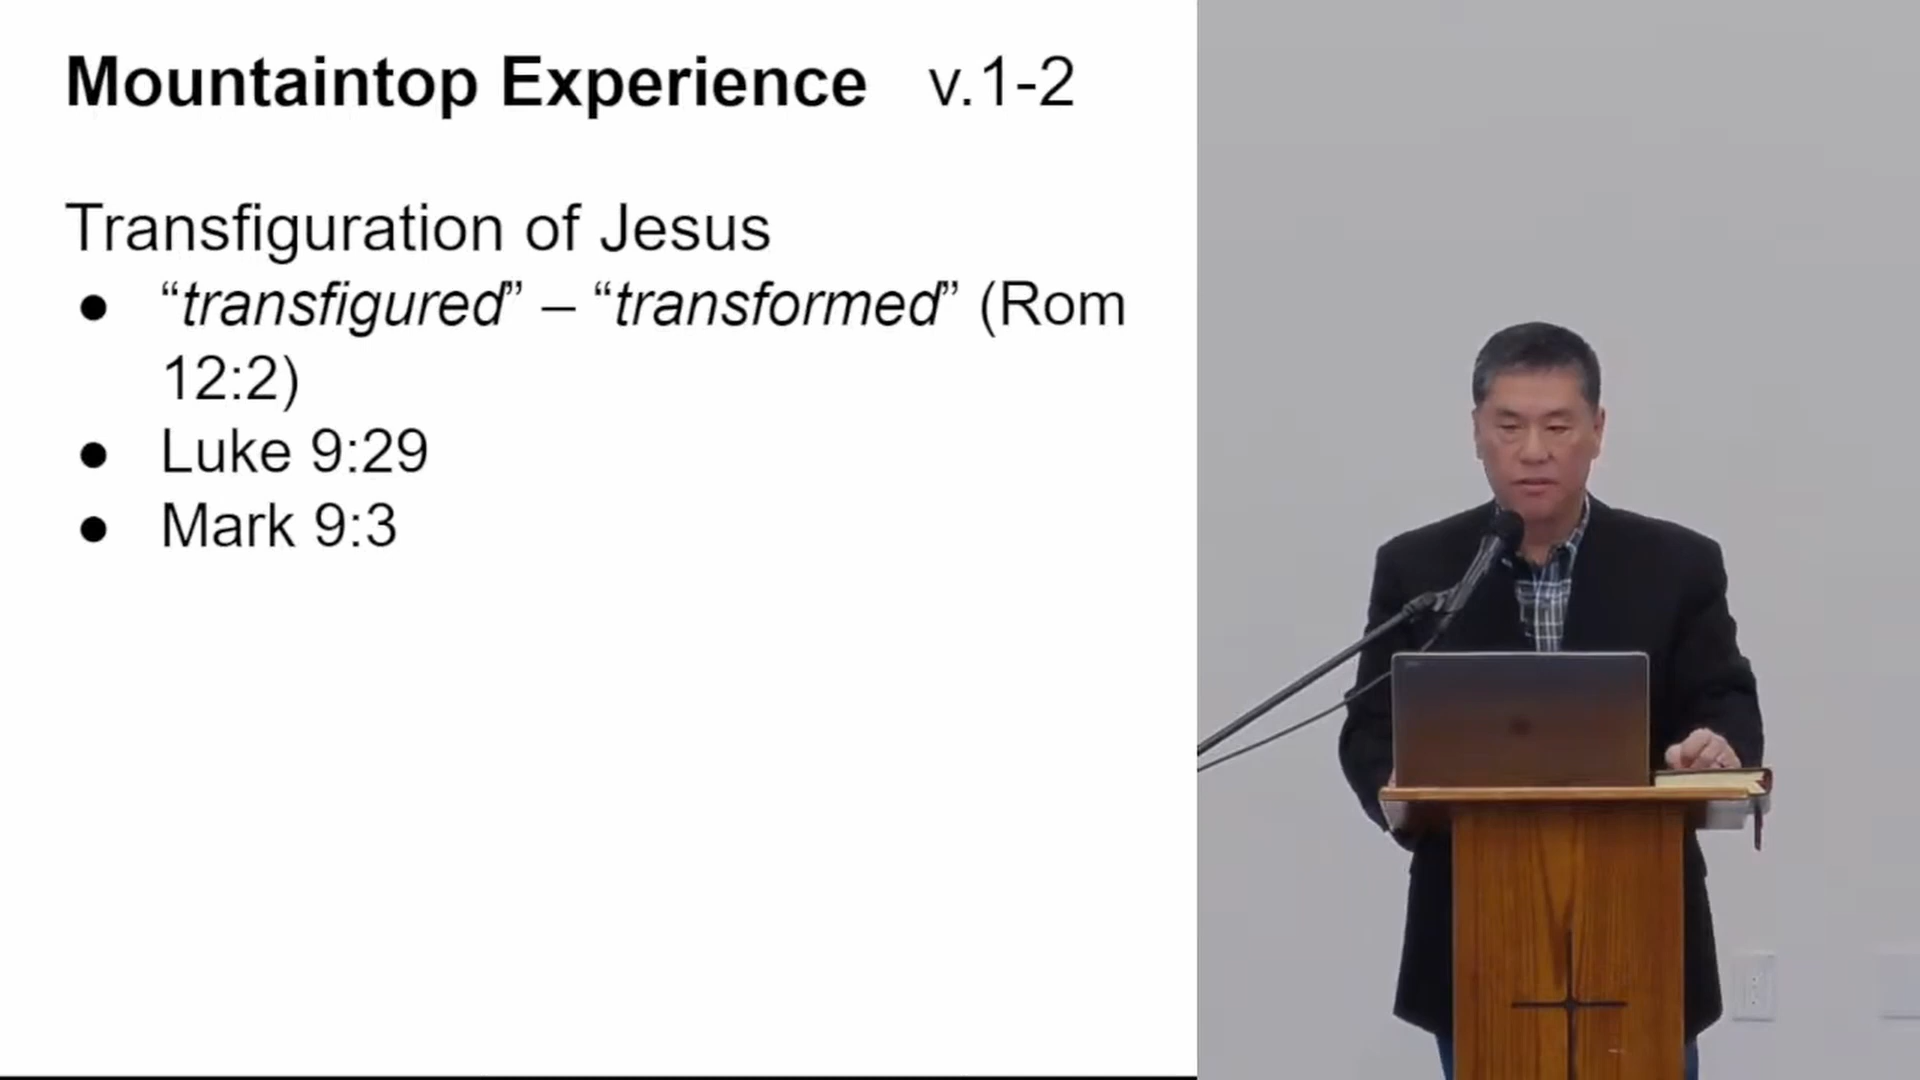 Mountaintop Experience v.1-2
Transfiguration of Jesus
● “transfigured” – “transformed” (Rom
12:2)
● Luke 9:29
● Mark 9:3